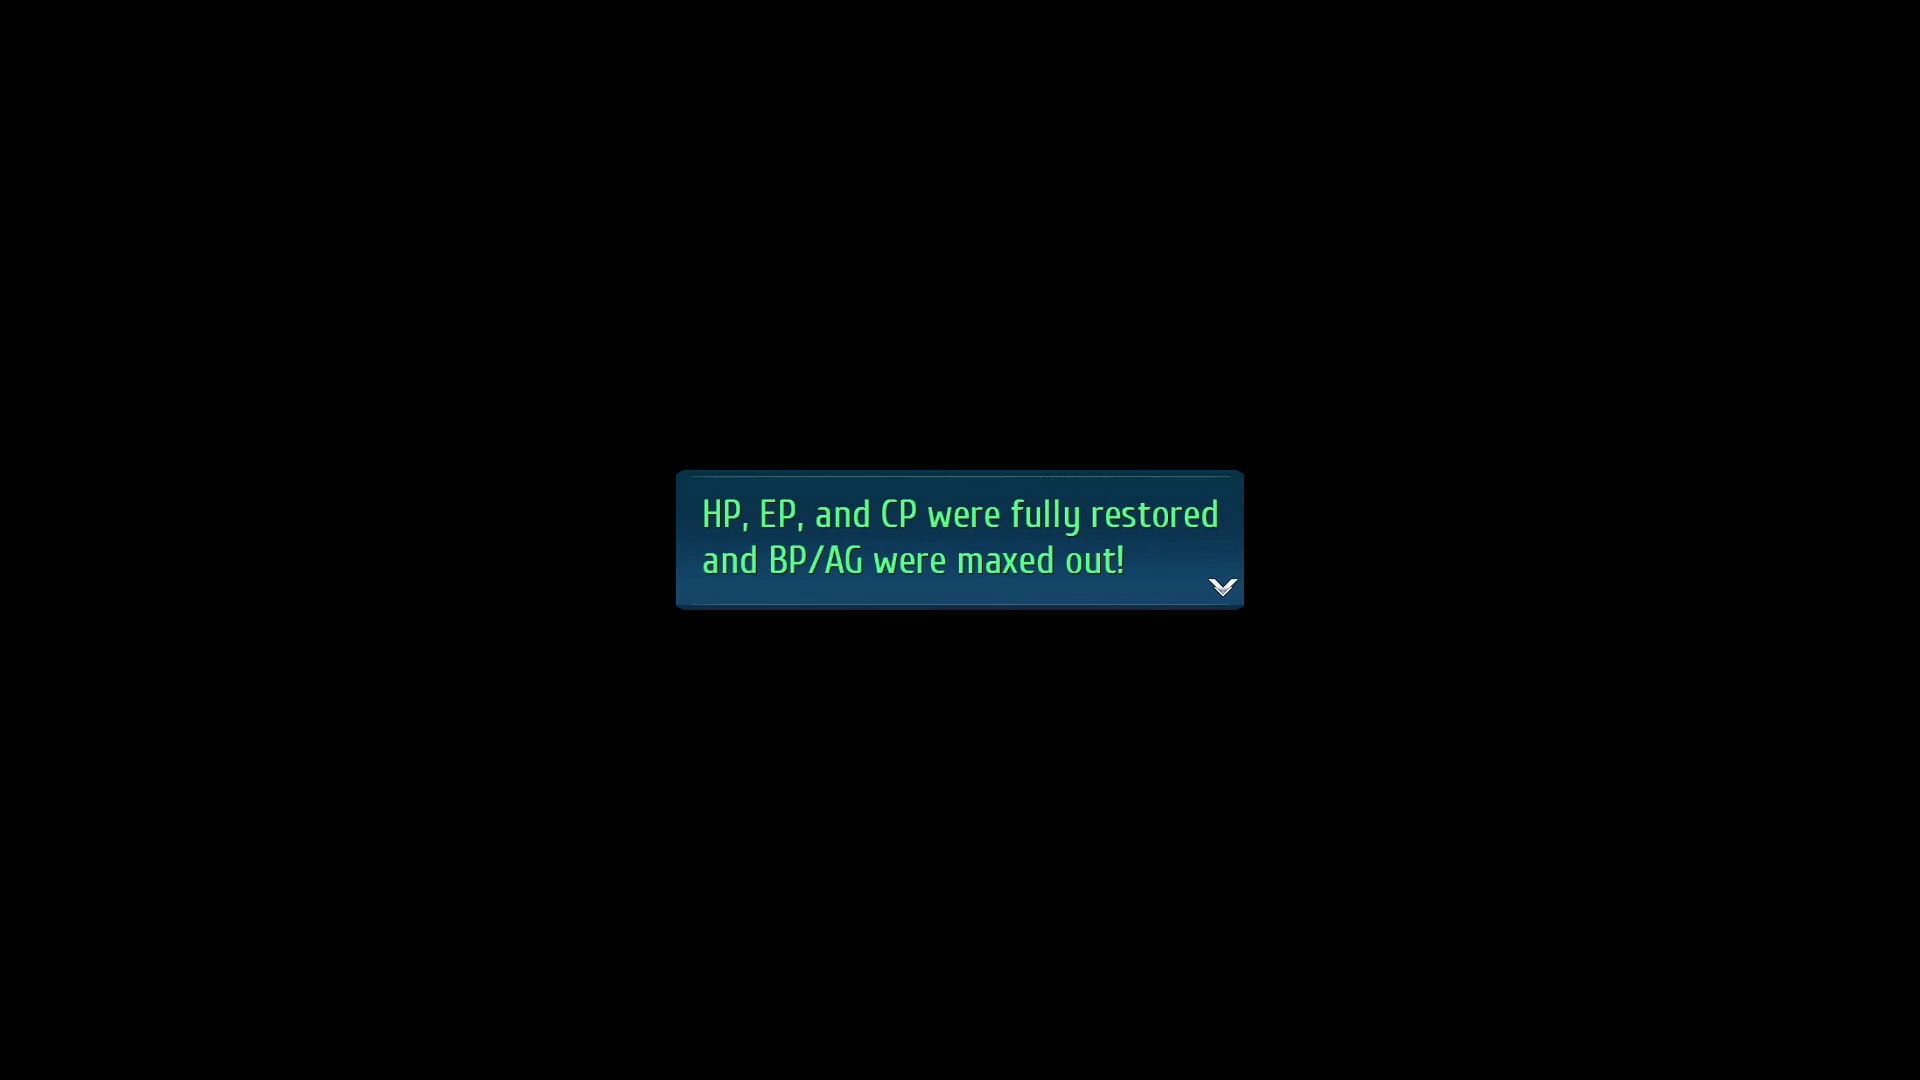 HP, EP, and CP were fully restored
and BP/AG were maxed out!